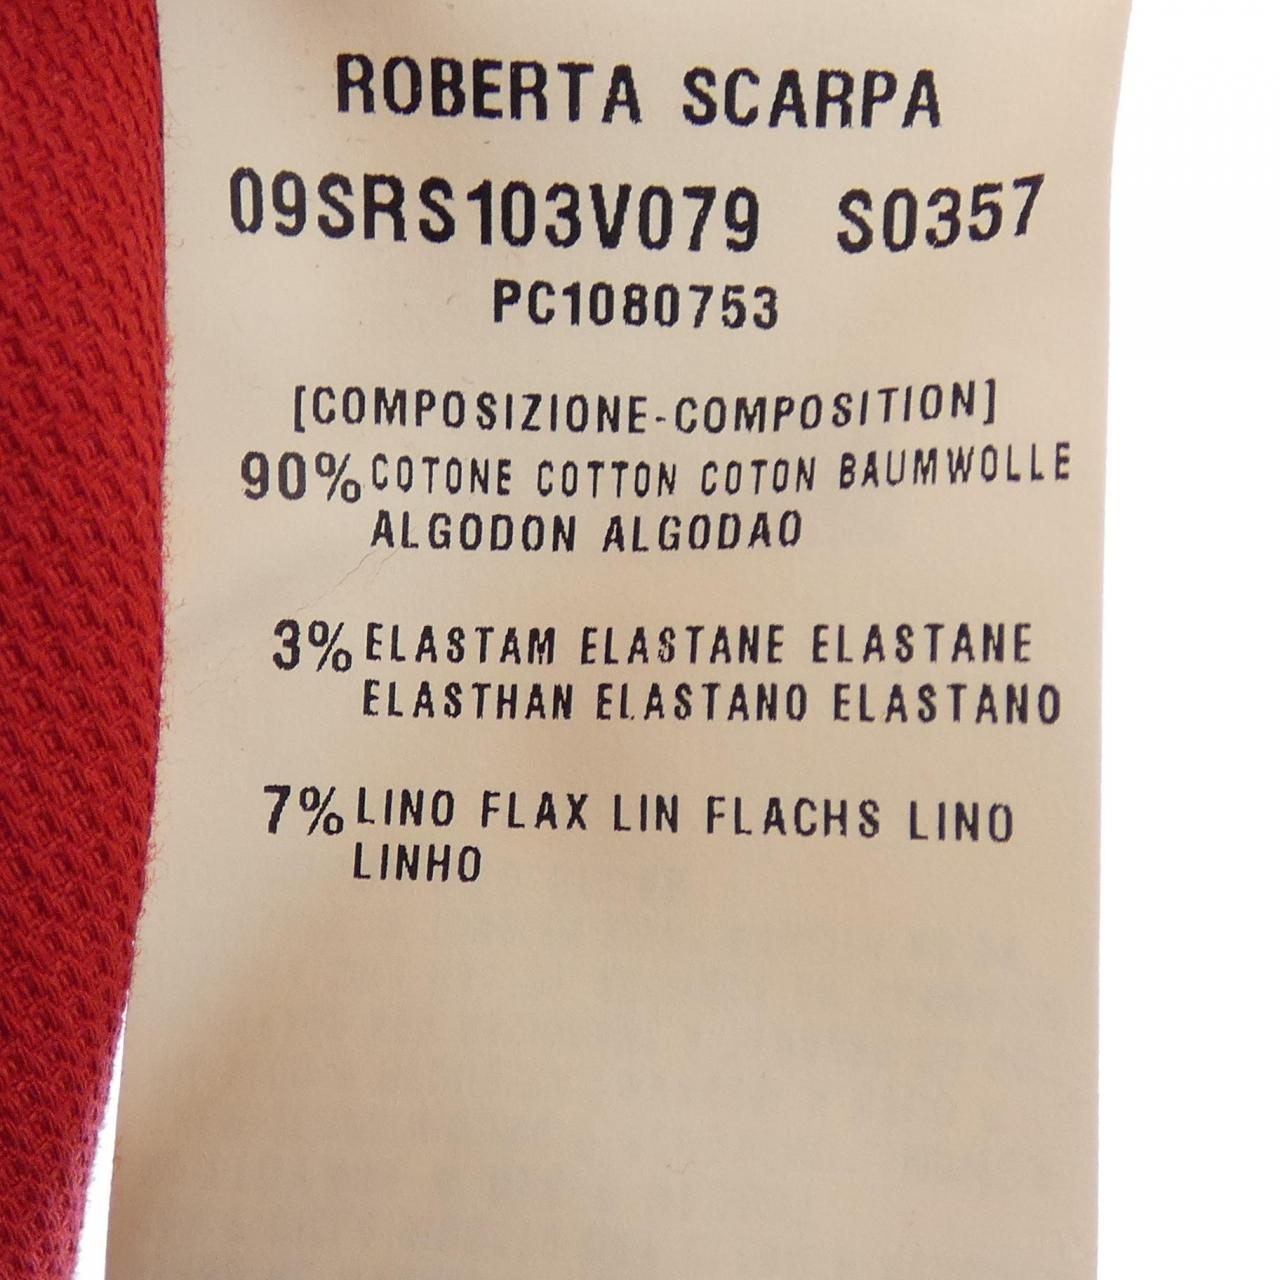 ROBERTA SCARPA
09SRS103V079 S0357
PC1080753
[COMPOSIZIONE-COMPOSITION]
90% COTONE COTTON COTON BAUMWOLLE
ALGODON ALGODAO
3% ELASTAM ELASTANE ELASTANE
ELASTHAN ELASTANO ELASTANO
7% LINO FLAX LIN FLACHS LINO
LINHO